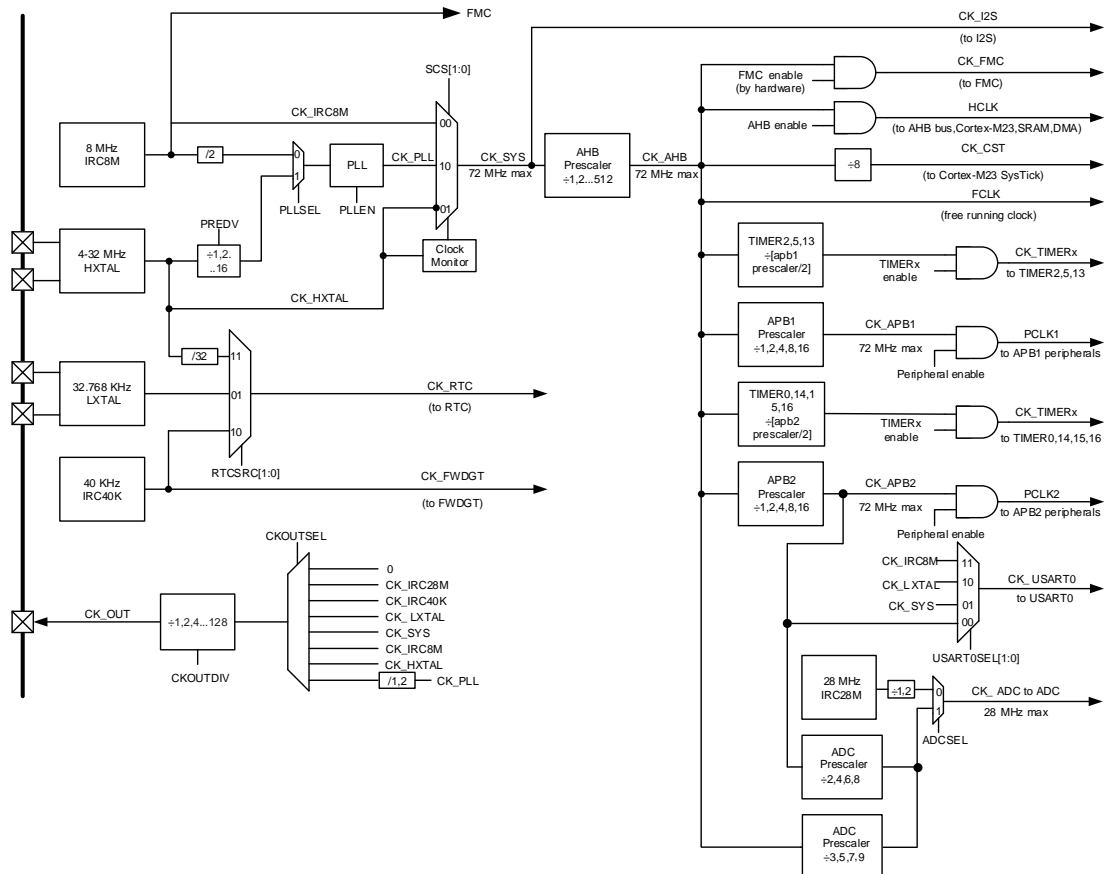 FMC
CK_I2S
(to I2S)
SCS[1:0]
FMC enable
(by hardware)
CK_FMC
(to FMC)
CK_IRC8M
00
10
01
AHB enable
HCLK
(to AHB bus,Cortex-M23,SRAM,DMA)
8 MHz
IRC8M
/2
0
1
PLLSEL
PLL
PLLEN
CK_PLL
CK_SYS
72 MHz max
AHB
Prescaler
÷1,2...512
CK_AHB
72 MHz max
÷8
CK_CST
(to Cortex-M23 SysTick)
FCLK
(free running clock)
PREDV
4-32 MHz
HXTAL
÷1,2.
..16
Clock
Monitor
TIMER2,5,13
÷[apb1
prescaler/2]
TIMERx
enable
CK_TIMERx
to TIMER2,5,13
CK_HXTAL
APB1
Prescaler
÷1,2,4,8,16
CK_APB1
72 MHz max
Peripheral enable
PCLK1
to APB1 peripherals
/32
11
01
10
32.768 KHz
LXTAL
CK_RTC
(to RTC)
RTCSRC[1:0]
TIMER0,14,1
5,16
÷[apb2
prescaler/2]
TIMERx
enable
CK_TIMERx
to TIMER0,14,15,16
40 KHz
IRC40K
CK_FWDGT
(to FWDGT)
APB2
Prescaler
÷1,2,4,8,16
CK_APB2
72 MHz max
Peripheral enable
PCLK2
to APB2 peripherals
CKOUTSEL
0
CK_IRC28M
CK_IRC40K
CK_ LXTAL
CK_SYS
CK_IRC8M
CK_HXTAL
/1,2
CK_PLL
CK_OUT
÷1,2,4...128
CKOUTDIV
CK_IRC8M
CK_LXTAL
CK_SYS
11
10
01
00
CK_USART0
to USART0
USART0SEL[1:0]
28 MHz
IRC28M
÷1,2
0
1
CK_ ADC to ADC
28 MHz max
ADCSEL
ADC
Prescaler
÷2,4,6,8
ADC
Prescaler
÷3,5,7,9